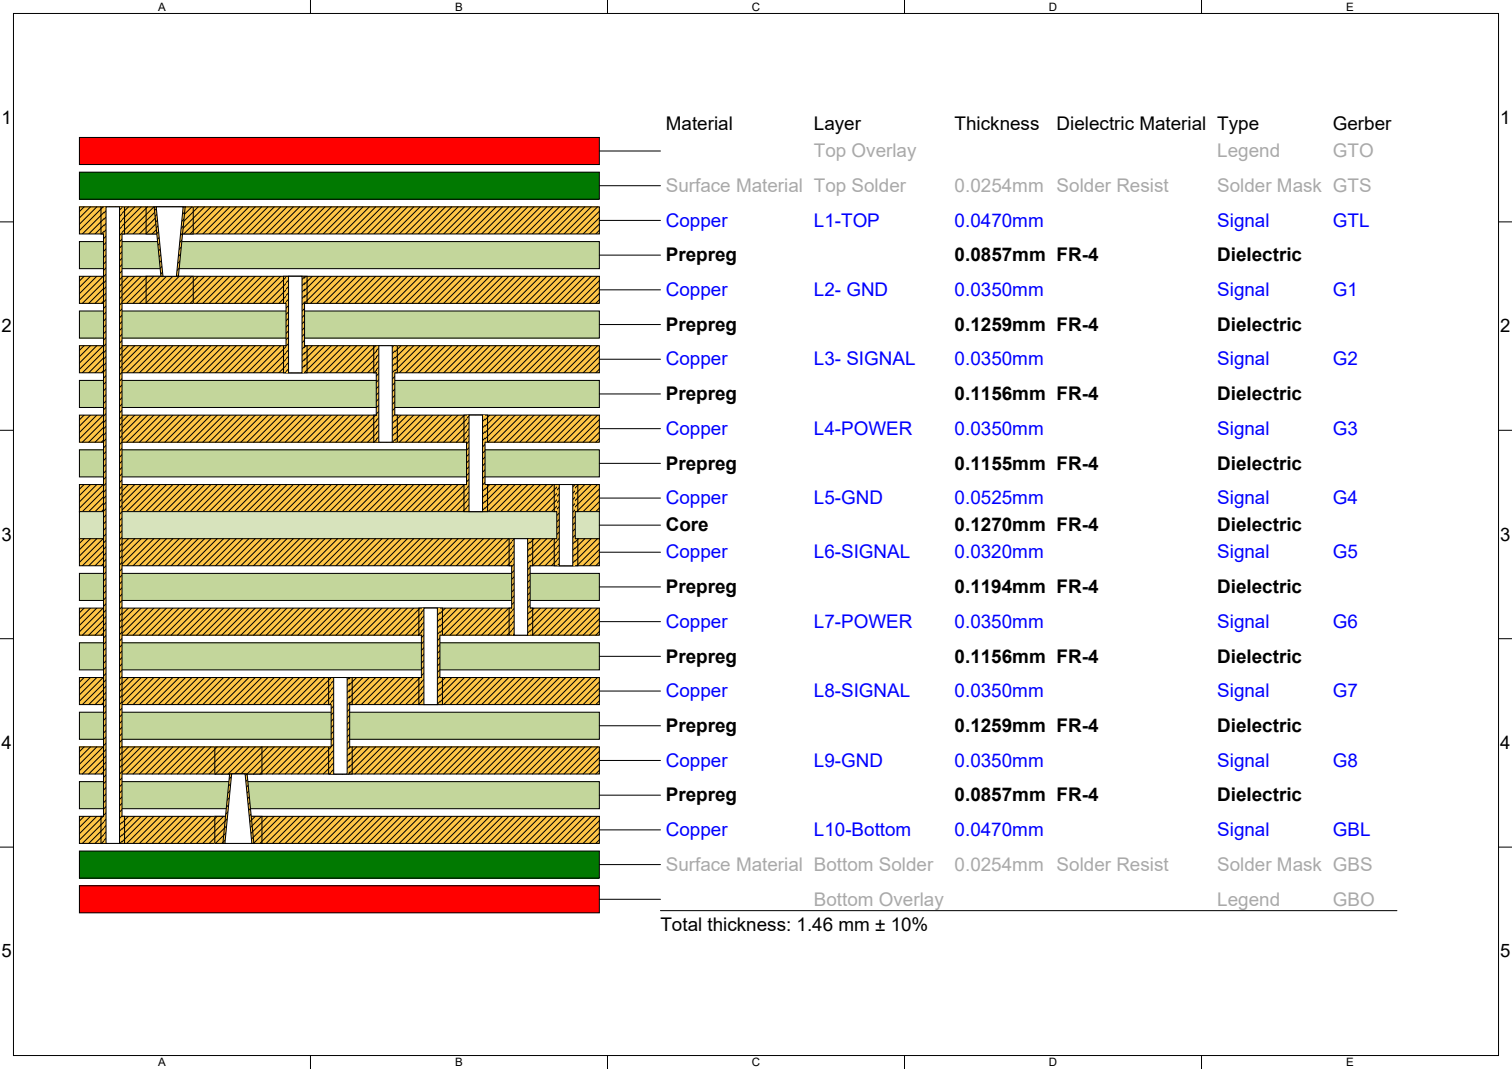 A B C D E
1 1
Material Layer Thickness Dielectric Material Type Gerber
Top Overlay Legend GTO
Surface Material Top Solder 0.0254mm Solder Resist Solder Mask GTS
Copper L1-TOP 0.0470mm Signal GTL
Prepreg 0.0857mm FR-4 Dielectric
Copper L2- GND 0.0350mm Signal G1
2 Prepreg 0.1259mm FR-4 Dielectric 2
Copper L3- SIGNAL 0.0350mm Signal G2
Prepreg 0.1156mm FR-4 Dielectric
Copper L4-POWER 0.0350mm Signal G3
Prepreg 0.1155mm FR-4 Dielectric
Copper L5-GND 0.0525mm Signal G4
Core 0.1270mm FR-4 Dielectric
3 3
Copper L6-SIGNAL 0.0320mm Signal G5
Prepreg 0.1194mm FR-4 Dielectric
Copper L7-POWER 0.0350mm Signal G6
Prepreg 0.1156mm FR-4 Dielectric
Copper L8-SIGNAL 0.0350mm Signal G7
Prepreg 0.1259mm FR-4 Dielectric
4 4
Copper L9-GND 0.0350mm Signal G8
Prepreg 0.0857mm FR-4 Dielectric
Copper L10-Bottom 0.0470mm Signal GBL
Surface Material Bottom Solder 0.0254mm Solder Resist Solder Mask GBS
Bottom Overlay Legend GBO
Total thickness: 1.46 mm ± 10%
5 5
A B C D E